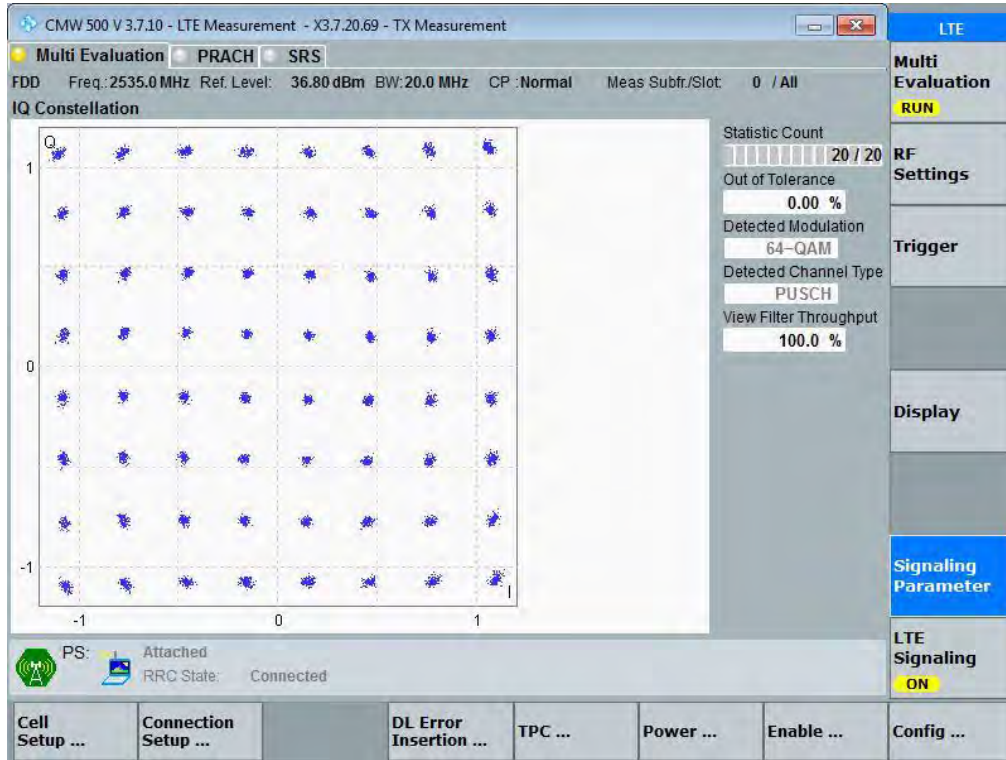 CMW 500 V 3.7.10 - LTE Measurement - X3.7.20.69 - TX Measurement
LTE
Multi Evaluation PRACH SRS
FDD Freq.:2535.0 MHz Ref. Level: 36.80 dBm BW:20.0 MHz CP :Normal Meas Subfr./Slot: 0 / All
IQ Constellation
Q
I
1
0
-1
-1
0
1
Statistic Count
20 / 20
Out of Tolerance
0.00 %
Detected Modulation
64-QAM
Detected Channel Type
PUSCH
View Filter Throughput
100.0 %
Multi
Evaluation
RUN
RF
Settings
Trigger
Display
Signaling
Parameter
LTE
Signaling
ON
PS: Attached
RRC State: Connected
Cell
Setup ...
Connection
Setup ...
DL Error
Insertion ...
TPC ...
Power ...
Enable ...
Config ...